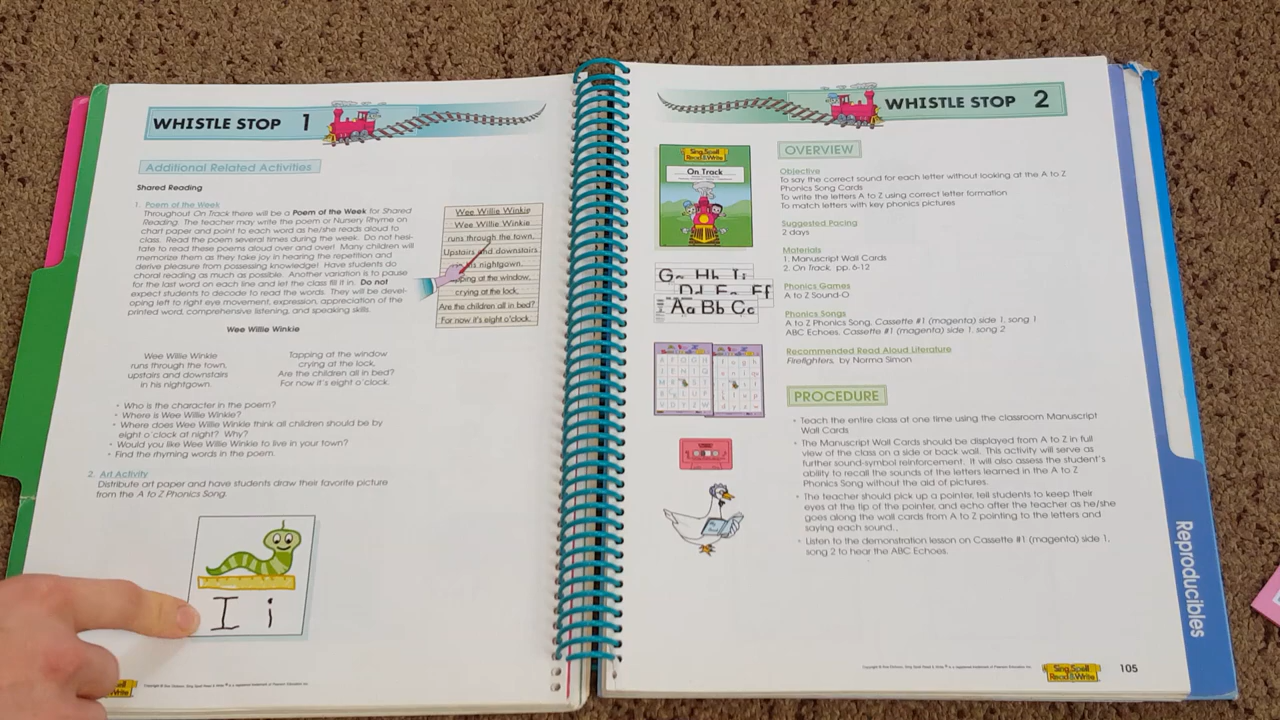 WHISTLE STOP 1
Additional Related Activities
Shared Reading
1. Poem of the Week
Throughout On Track there will be a Poem of the Week for Shared
Reading. The teacher may write the poem or Nursery Rhyme on
chart paper and point to each word as he/she reads aloud to
class. Read the poem several times during the week. Do not hesi-
tate to read these poems aloud over and over! Many children will
memorize them as they take joy in hearing the repetition and
derive pleasure from possessing knowledge! Have students do
choral reading as much as possible. Another variation is to pause
for the last word on each line and let the class fill it in. Do not
expect students to decode to read the words. They will be devel-
oping left to right eye movement, expression, appreciation of the
printed word, comprehensive listening, and speaking skills.
Wee Willie Winkie
Wee Willie Winkie
runs through the town,
Upstairs and downstairs
his nightgown.
at the window,
crying at the lock,
Are the children all in bed?
For now it's eight o'clock.
Wee Willie Winkie
Wee Willie Winkie
runs through the town,
upstairs and downstairs
in his nightgown.
Tapping at the window
crying at the lock,
Are the children all in bed?
For now it's eight o'clock.
• Who is the character in the poem?
• Where is Wee Willie Winkie?
• Where does Wee Willie Winkie think all children should be by
eight o'clock at night? Why?
• Would you like Wee Willie Winkie to live in your town?
• Find the rhyming words in the poem.
2. Art Activity
Distribute art paper and have students draw their favorite picture
from the A to Z Phonics Song.
I i
& Write
WHISTLE STOP 2
Sing, Spell
Read & Write
On Track
G Hh Ii
Dd E Ff
Aa Bb Cc
OVERVIEW
Objective
To say the correct sound for each letter without looking at the A to Z
Phonics Song Cards
To write the letters A to Z using correct letter formation
To match letters with key phonics pictures
Suggested Pacing
2 days
Materials
1. Manuscript Wall Cards
2. On Track, pp. 6-12
Phonics Games
A to Z Sound-O
Phonics Songs
A to Z Phonics Song, Cassette #1 (magenta) side 1, song 1
ABC Echoes, Cassette #1 (magenta) side 1, song 2
Recommended Read Aloud Literature
Firefighters, by Norma Simon
PROCEDURE
• Teach the entire class at one time using the classroom Manuscript
Wall Cards
• The Manuscript Wall Cards should be displayed from A to Z in full
view of the class on a side or back wall. This activity will serve as
further sound-symbol reinforcement. It will also assess the student's
ability to recall the sounds of the letters learned in the A to Z
Phonics Song without the aid of pictures.
• The teacher should pick up a pointer, tell students to keep their
eyes at the tip of the pointer, and echo after the teacher as he/she
goes along the wall cards from A to Z pointing to the letters and
saying each sound.
• Listen to the demonstration lesson on Cassette #1 (magenta) side 1,
song 2 to hear the ABC Echoes.
Sing, Spell
Read & Write
105
Reproducibles